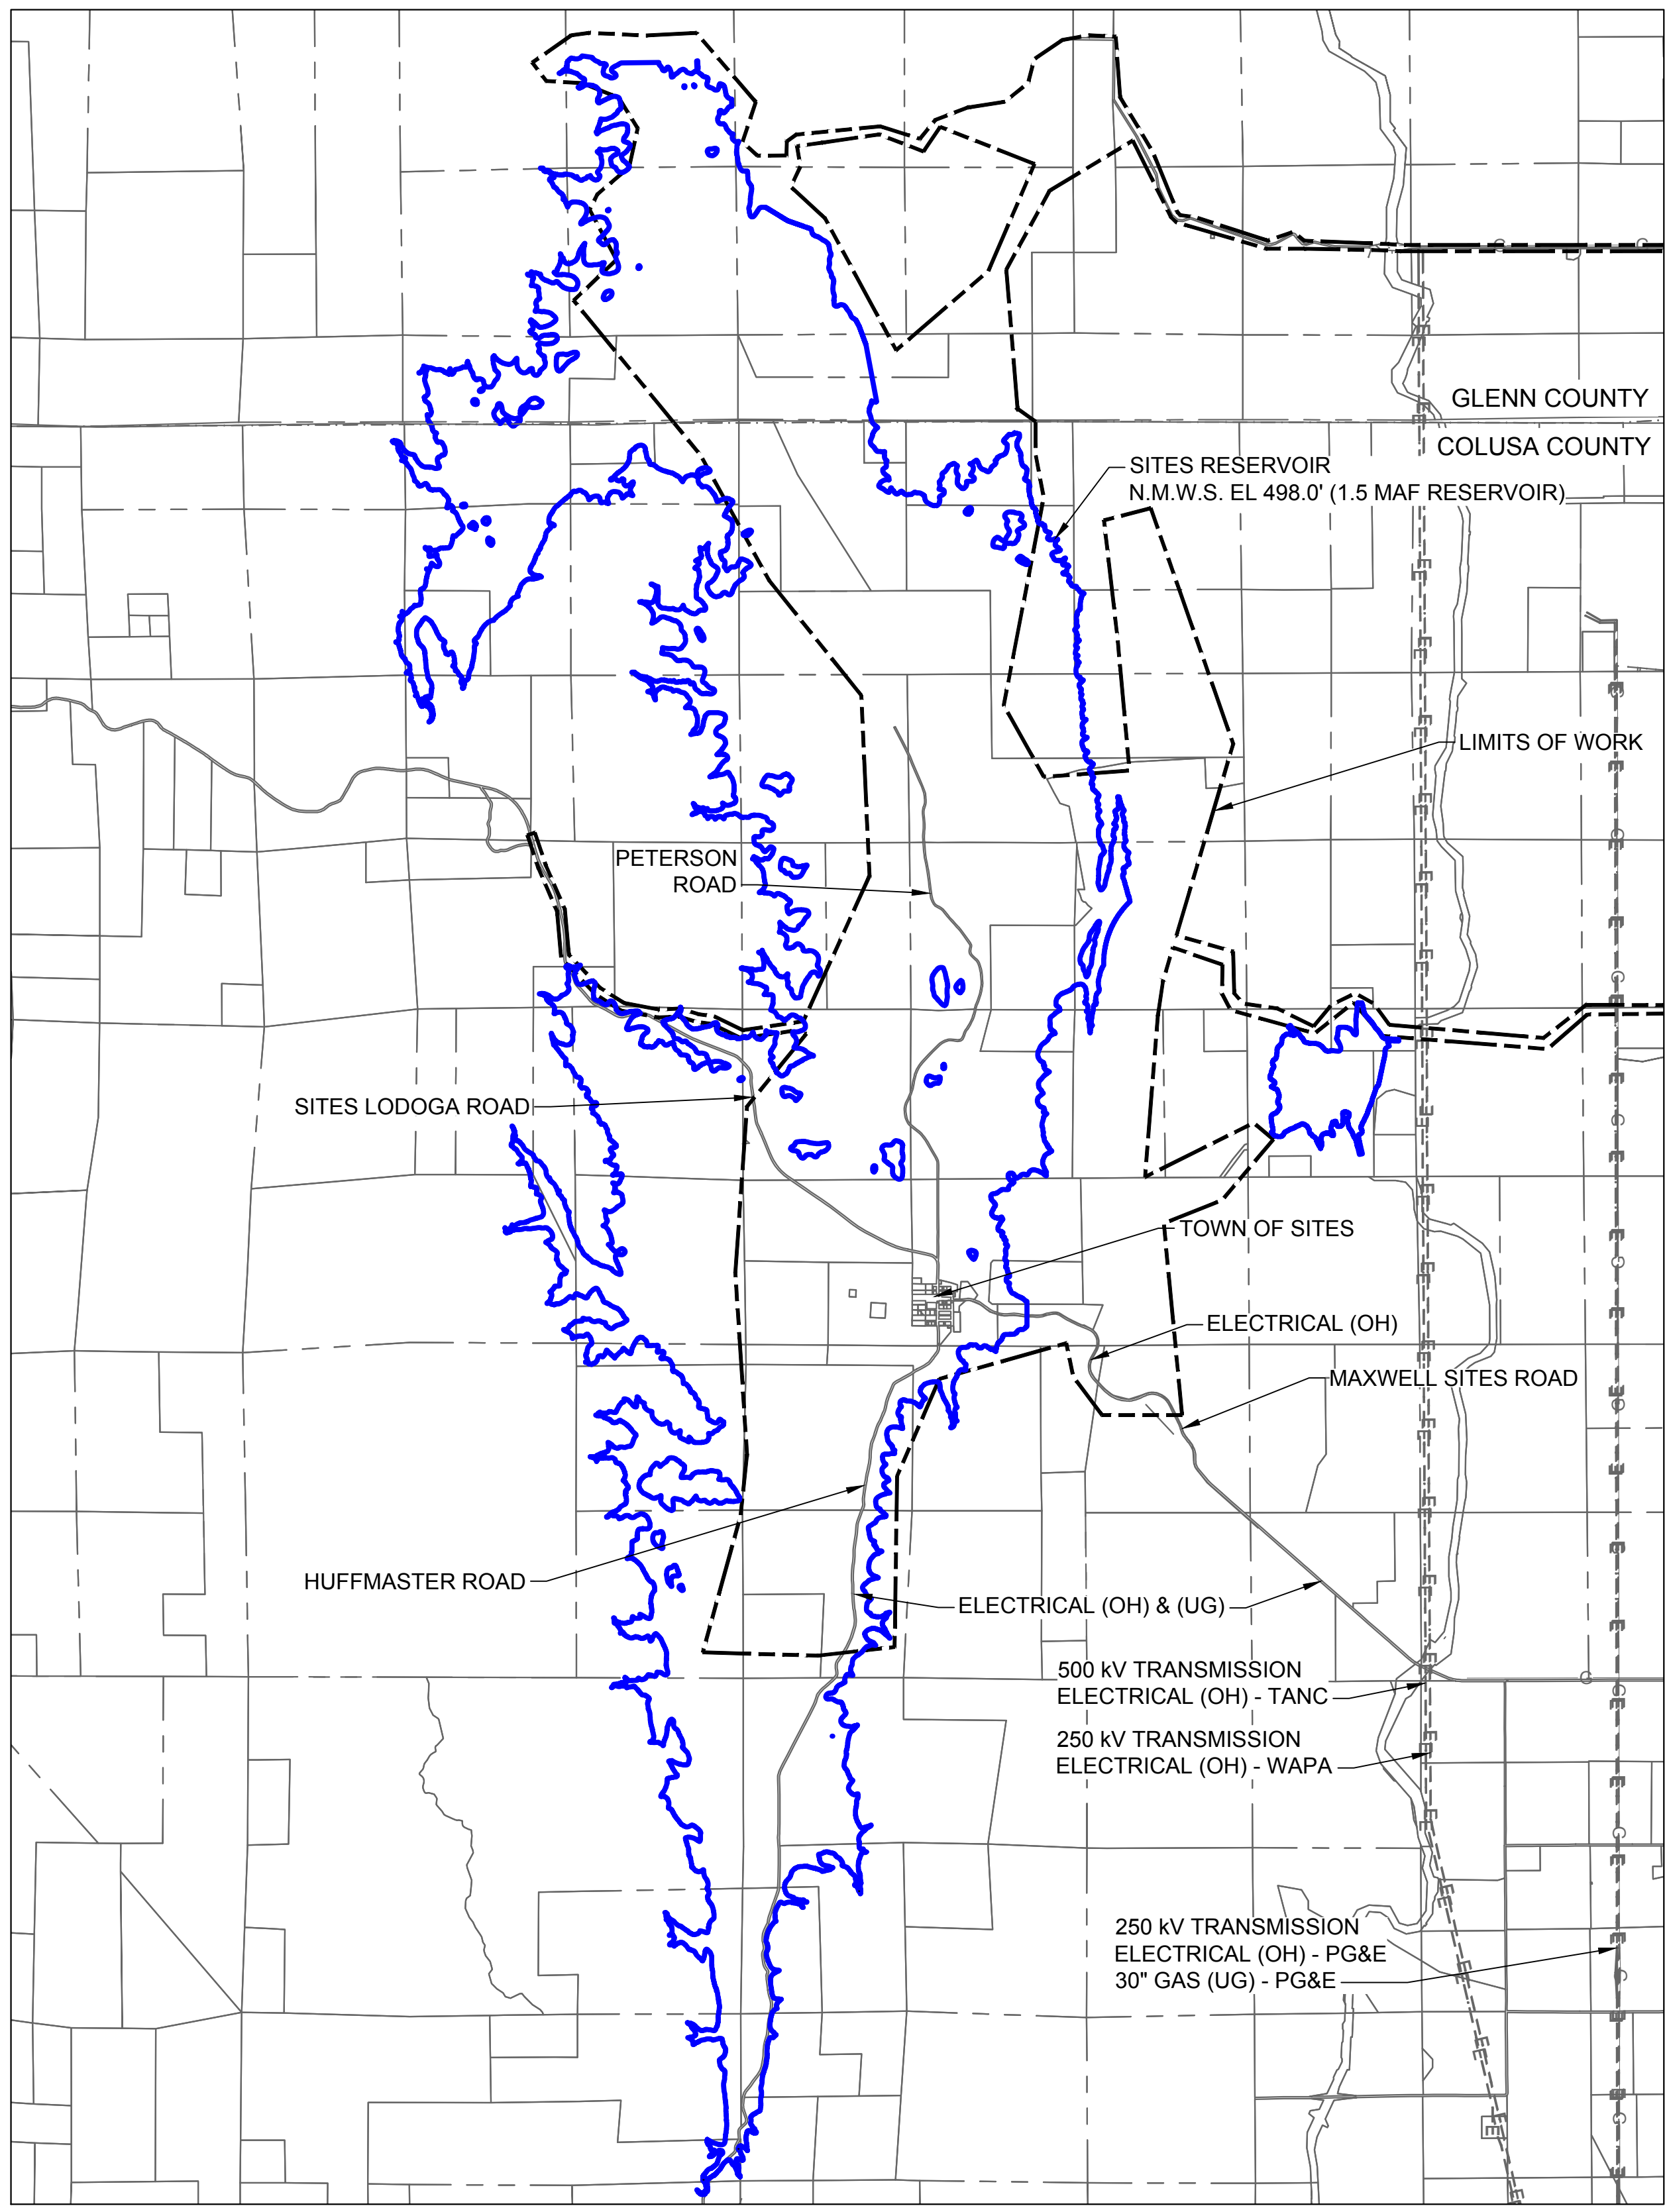 GLENN COUNTY
COLUSA COUNTY
SITES RESERVOIR
N.M.W.S. EL 498.0' (1.5 MAF RESERVOIR)
LIMITS OF WORK
PETERSON
ROAD
SITES LODOGA ROAD
TOWN OF SITES
ELECTRICAL (OH)
MAXWELL SITES ROAD
HUFFMASTER ROAD
ELECTRICAL (OH) & (UG)
500 kV TRANSMISSION
ELECTRICAL (OH) - TANC
250 kV TRANSMISSION
ELECTRICAL (OH) - WAPA
250 kV TRANSMISSION
ELECTRICAL (OH) - PG&E
30" GAS (UG) - PG&E